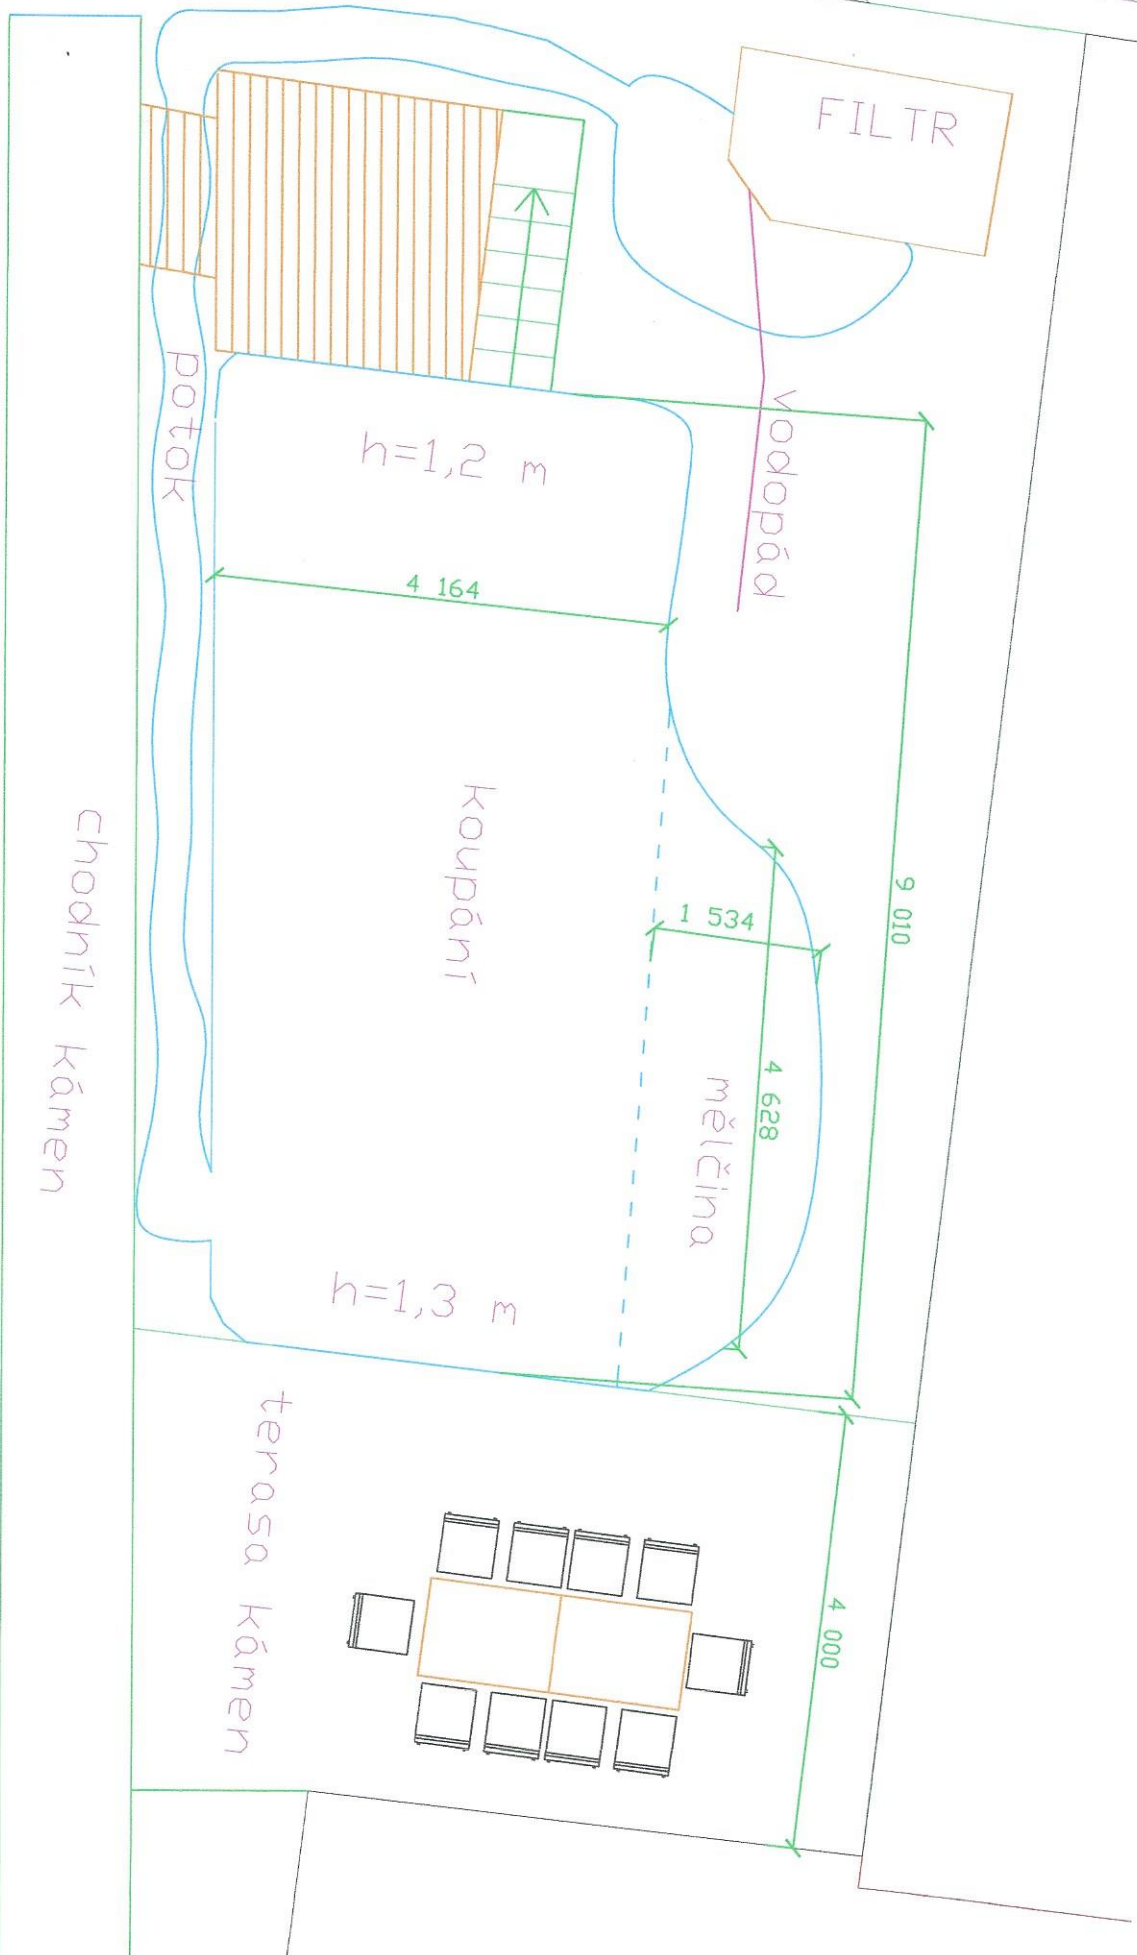 FILTR
potok
vodopád
h=1,2 m
4 164
koupání
9 010
1 534
4 628
mělčina
chodník kámen
h=1,3 m
terasa kámen
4 000